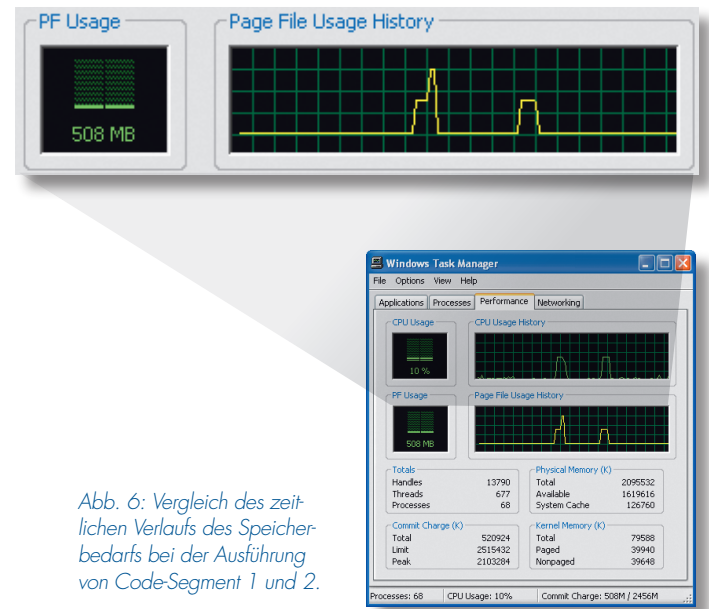 PF Usage
Page File Usage History
508 MB
Windows Task Manager
File Options View Help
Applications Processes Performance Networking
CPU Usage
CPU Usage History
10 %
PF Usage
Page File Usage History
508 MB
Totals
Handles 13790
Threads 677
Processes 68
Physical Memory (K)
Total 2095532
Available 1619616
System Cache 126760
Commit Charge (K)
Total 520924
Limit 2515432
Peak 2103284
Kernel Memory (K)
Total 79588
Paged 39940
Nonpaged 39648
Processes: 68 CPU Usage: 10% Commit Charge: 508M / 2456M
Abb. 6: Vergleich des zeit-
lichen Verlaufs des Speicher-
bedarfs bei der Ausführung
von Code-Segment 1 und 2.